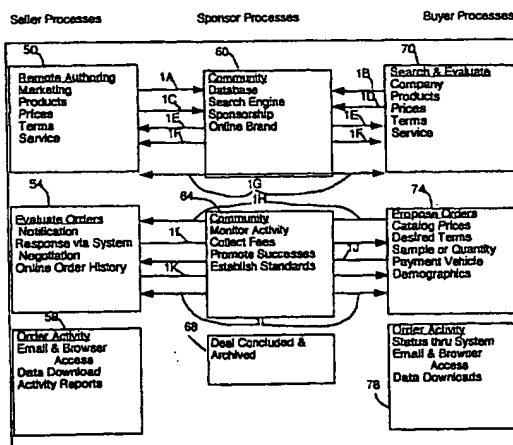 Seller Processes
Sponsor Processes
Buyer Processes
50
Remote Authoring
Marketing
Products
Prices
Terms
Service
60
Community
Database
Search Engine
Sponsorship
Online Brand
70
Search & Evaluate
Company
Products
Prices
Terms
Service
1A
1C
1E
1F
1B
1D
1E
1F
1G
1H
54
Evaluate Orders
Notification
Response via System
Negotiation
Online Order History
64
Community
Monitor Activity
Collect Fees
Promote Successes
Establish Standards
74
Propose Orders
Catalog Prices
Desired Terms
Sample or Quantity
Payment Vehicle
Demographics
1I
1J
1K
58
Order Activity
Email & Browser
Access
Data Download
Activity Reports
68
Deal Concluded &
Archived
Order Activity
Status thru System
Email & Browser
Access
Data Downloads
78